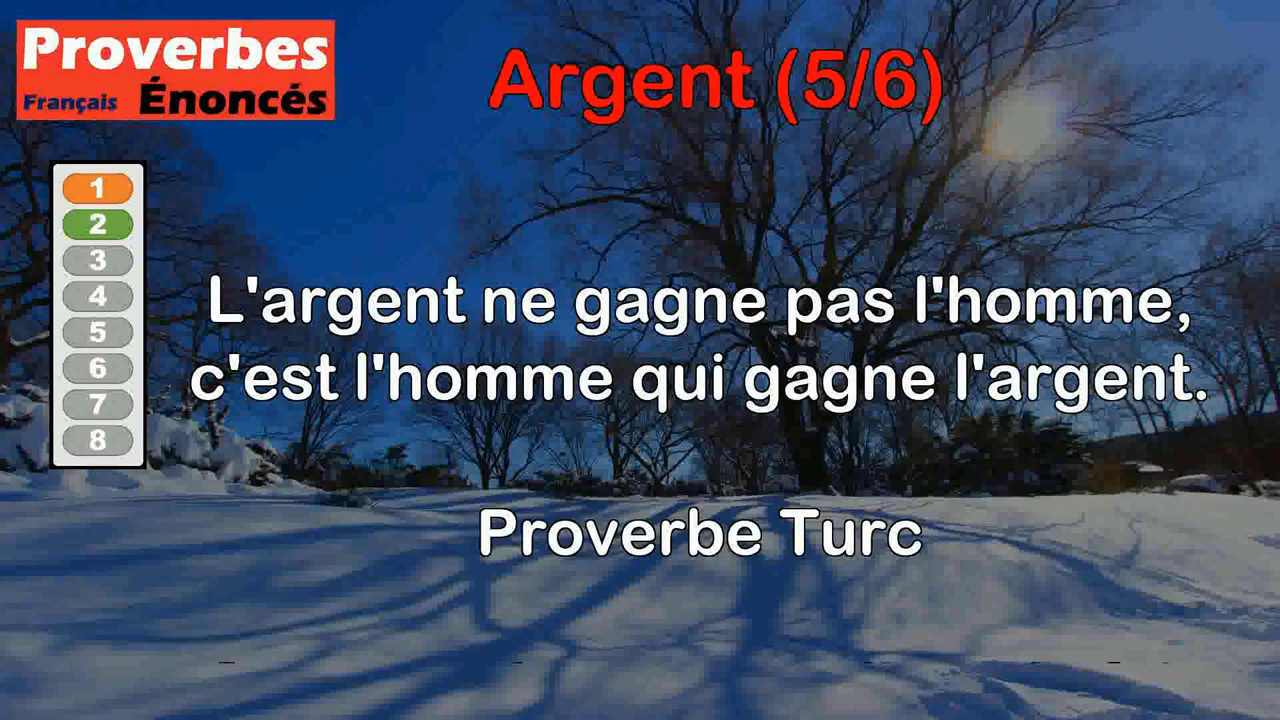 Proverbes
Français Énoncés
Argent (5/6)
1
2
3
4
5
6
7
8
L'argent ne gagne pas l'homme,
c'est l'homme qui gagne l'argent.
Proverbe Turc